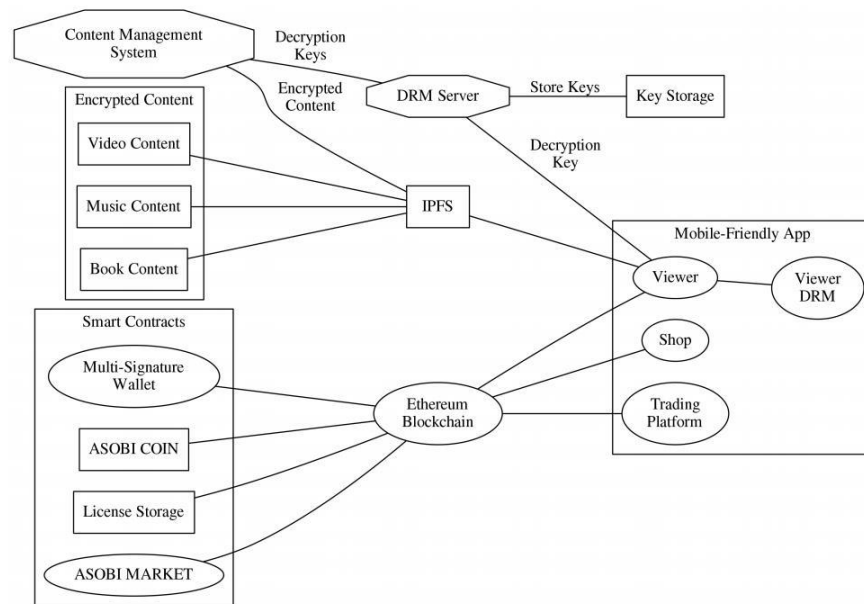 Content Management
System
Decryption
Keys
Encrypted
Content
DRM Server
Store Keys
Key Storage
Encrypted Content
Video Content
Music Content
Book Content
IPFS
Decryption
Key
Mobile-Friendly App
Viewer
Viewer
DRM
Shop
Trading
Platform
Smart Contracts
Multi-Signature
Wallet
ASOBI COIN
License Storage
ASOBI MARKET
Ethereum
Blockchain